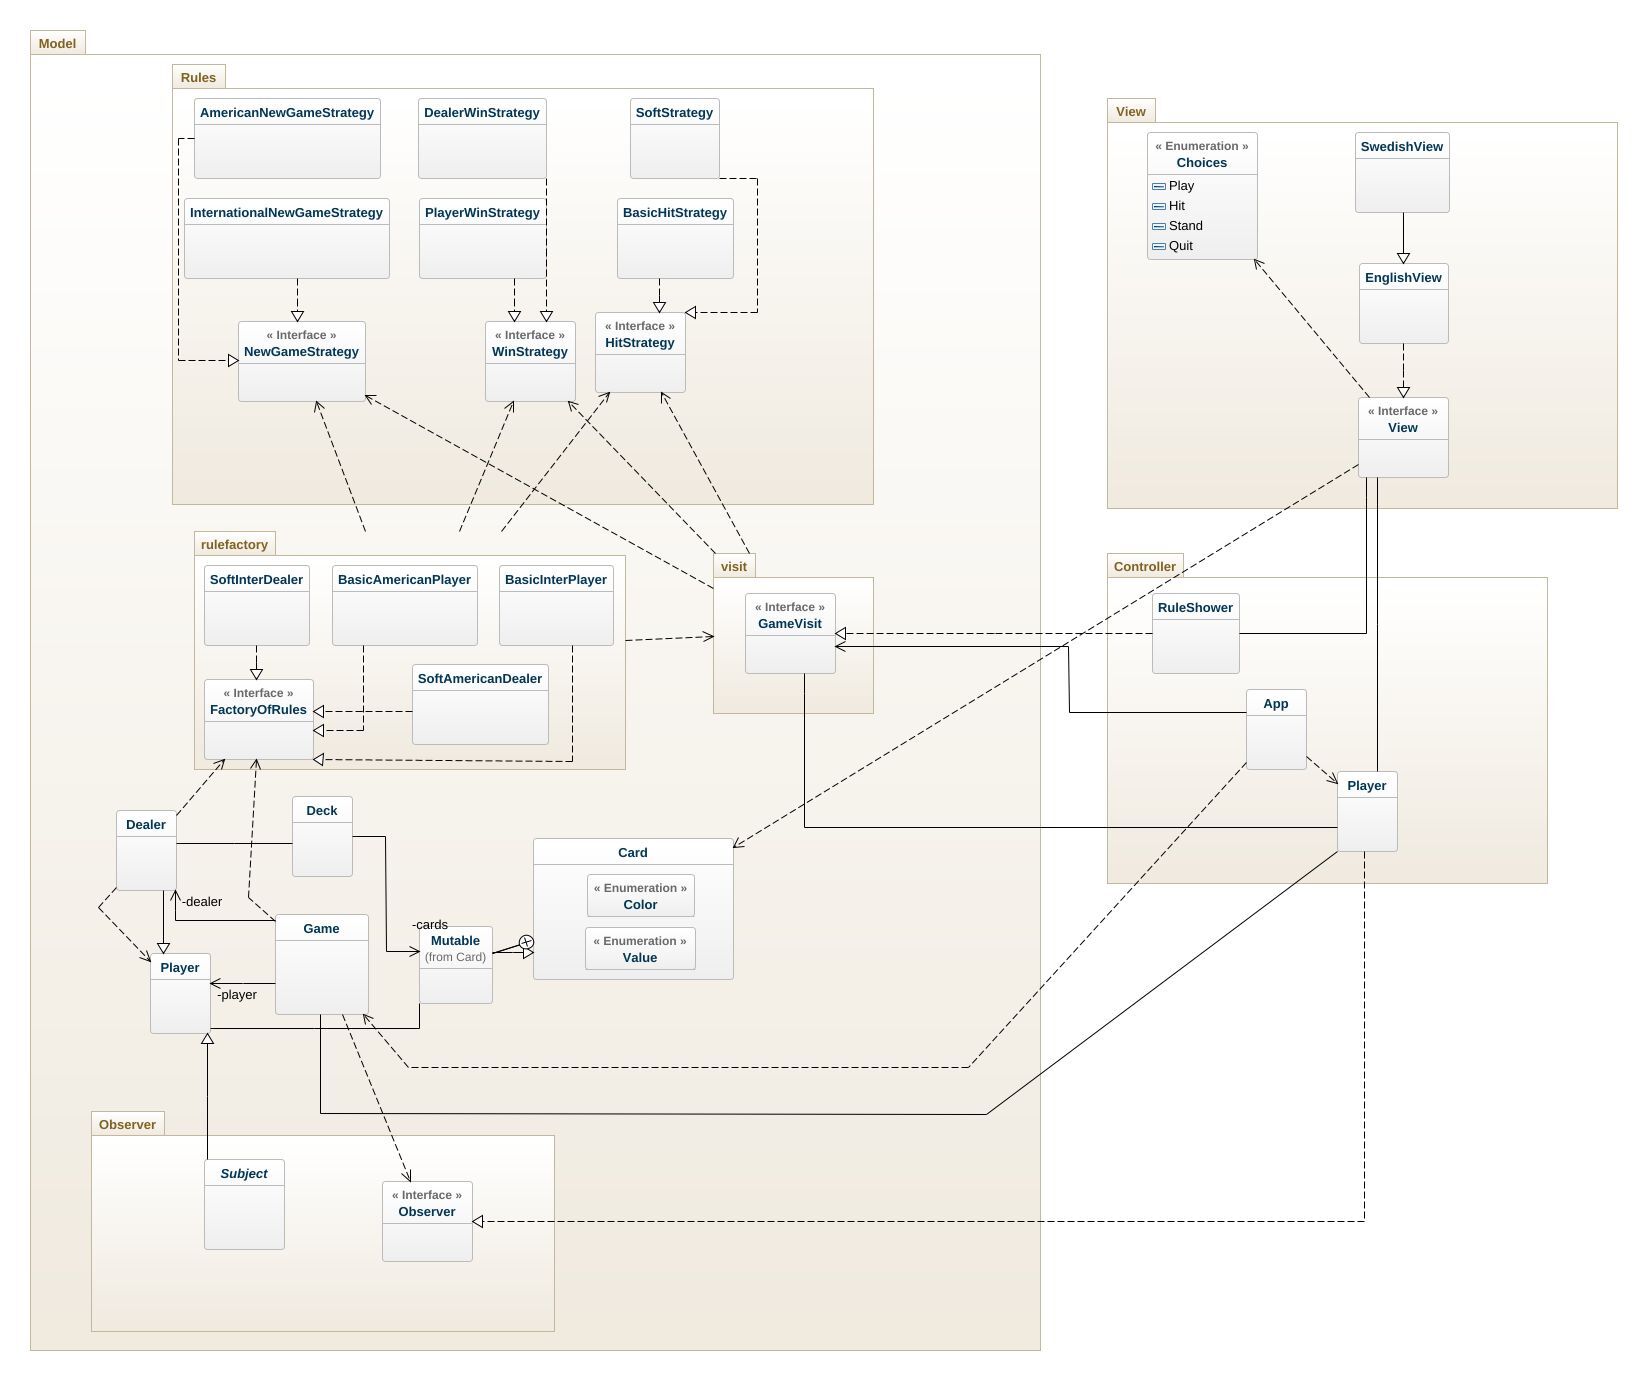 Model
Rules
AmericanNewGameStrategy
DealerWinStrategy
SoftStrategy
InternationalNewGameStrategy
PlayerWinStrategy
BasicHitStrategy
« Interface »
NewGameStrategy
« Interface »
WinStrategy
« Interface »
HitStrategy
View
« Enumeration »
Choices
Play
Hit
Stand
Quit
SwedishView
EnglishView
« Interface »
View
rulefactory
SoftInterDealer
BasicAmericanPlayer
BasicInterPlayer
« Interface »
FactoryOfRules
SoftAmericanDealer
visit
« Interface »
GameVisit
Controller
RuleShower
App
Player
Dealer
Deck
-dealer
Game
-cards
Mutable
(from Card)
Card
« Enumeration »
Color
« Enumeration »
Value
Player
-player
Observer
Subject
« Interface »
Observer